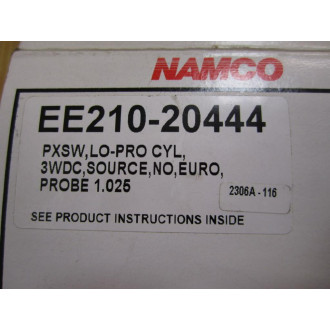 NAMCO
EE210-20444
PXSW,LO-PRO CYL,
3WDC,SOURCE,NO,EURO,
PROBE 1.025
2306A - 116
SEE PRODUCT INSTRUCTIONS INSIDE